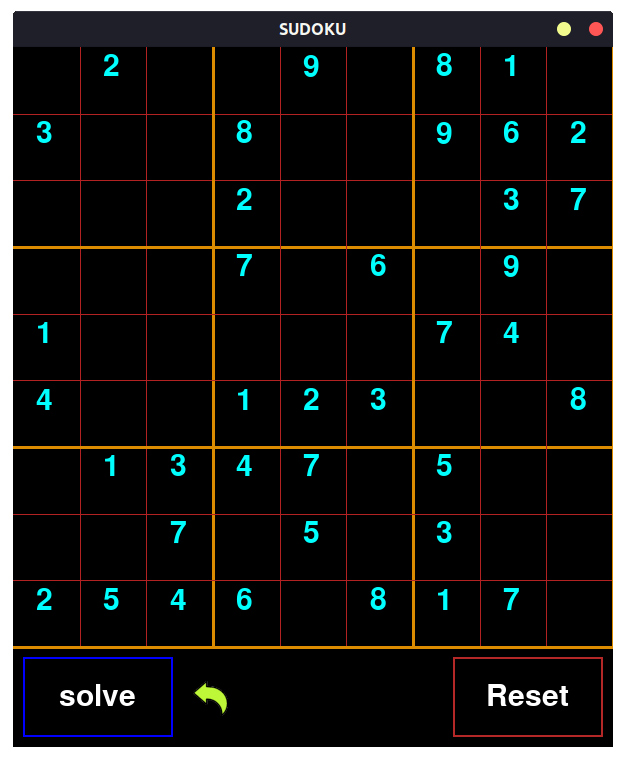 SUDOKU
2 9 8 1
3 8 9 6 2
2 3 7
7 6 9
1 7 4
4 1 2 3 8
1 3 4 7 5
7 5 3
2 5 4 6 8 1 7
solve Reset